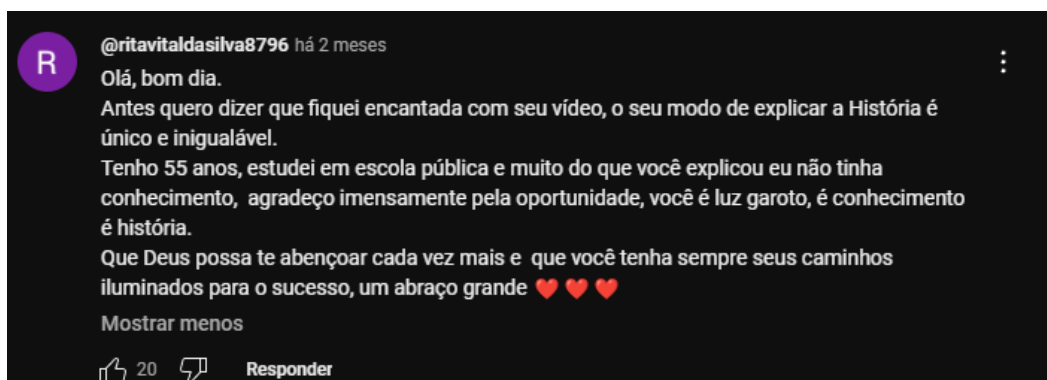 R
@ritavitaldasilva8796 há 2 meses
Olá, bom dia.
Antes quero dizer que fiquei encantada com seu vídeo, o seu modo de explicar a História é
único e inigualável.
Tenho 55 anos, estudei em escola pública e muito do que você explicou eu não tinha
conhecimento,  agradeço imensamente pela oportunidade, você é luz garoto, é conhecimento
é história.
Que Deus possa te abençoar cada vez mais e  que você tenha sempre seus caminhos
iluminados para o sucesso, um abraço grande ❤️ ❤️ ❤️
Mostrar menos
20 Responder